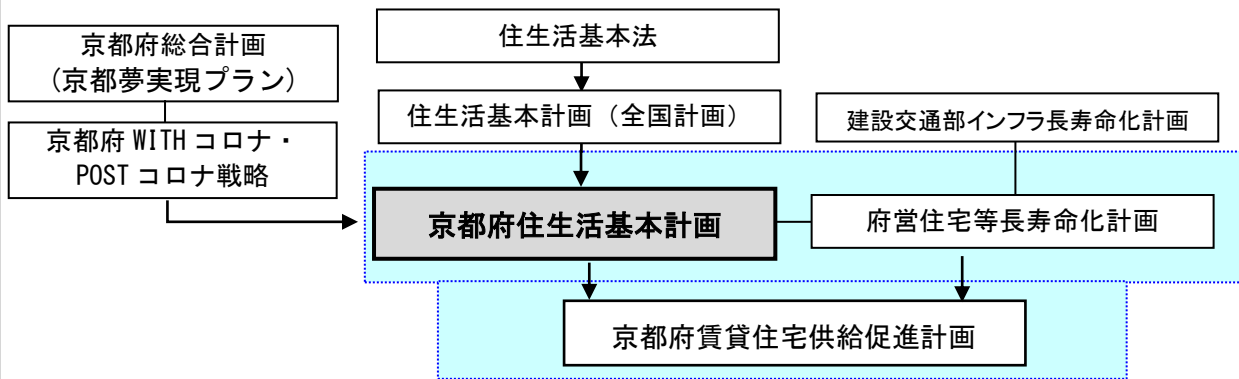 京都府総合計画
（京都夢実現プラン）
京都府 WITH コロナ・
POST コロナ戦略
住生活基本法
住生活基本計画（全国計画）
建設交通部インフラ長寿命化計画
京都府住生活基本計画
府営住宅等長寿命化計画
京都府賃貸住宅供給促進計画